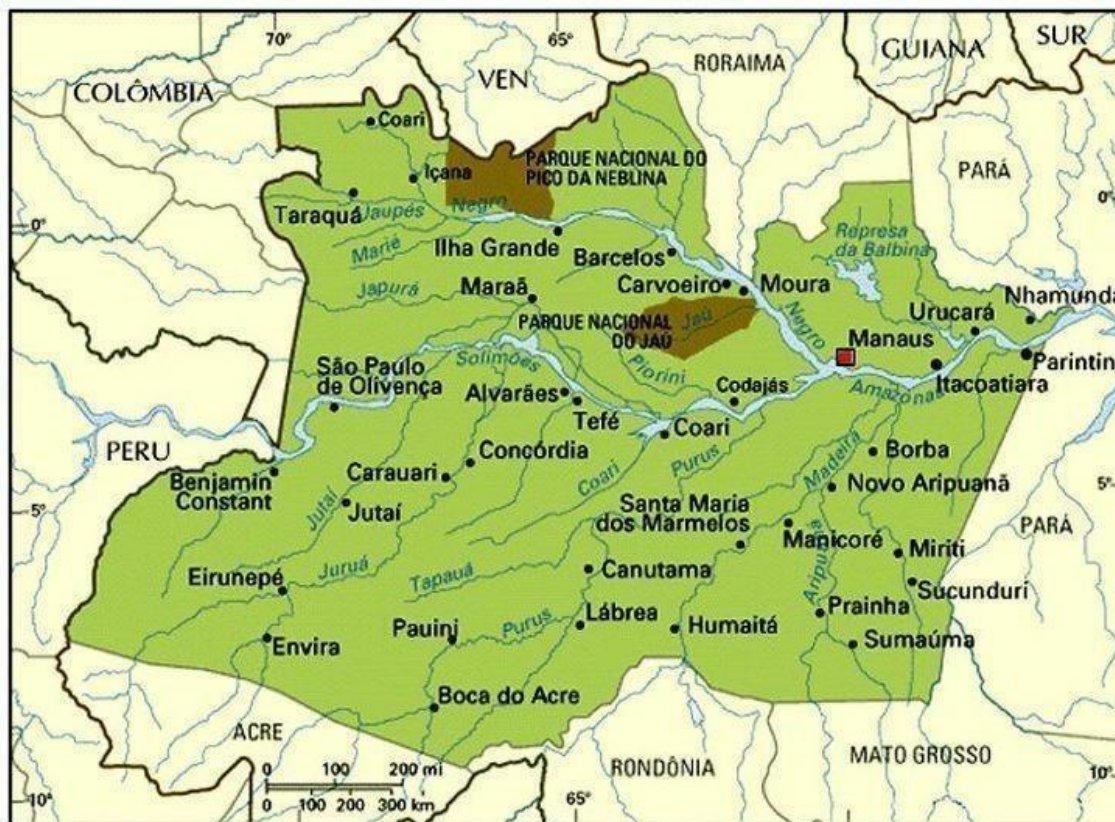 70°
65°
SUR
GUIANA
RORAIMA
VEN
COLÔMBIA
Coari
PARQUE NACIONAL DO
PICO DA NEBLINA
PARÁ
Içana
Taraquá
Uaupés
Negro
0°
0°
Marié
Ilha Grande
Barcelos
Represa
da Balbina
Japurá
Maraã
Carvoeiro
Moura
Nhamundá
PARQUE NACIONAL
DO JAÚ
Jaú
Negro
Urucará
Manaus
Parintin
São Paulo
de Olivença
Solimões
Piorini
Itacoatiara
Alvarães
Codajás
Amazonas
Tefé
Coari
PERU
Concórdia
Purus
Madeira
Borba
Benjamin
Constant
Carauari
Coari
Novo Aripuanã
5°
5°
Jutaí
Jutaí
Santa Maria
dos Marmelos
PARÁ
Manicoré
Miriti
Eirunepé
Juruá
Tapauá
Canutama
Aripuanã
Sucunduri
Lábrea
Prainha
Envira
Pauini
Purus
Humaitá
Sumaúma
Boca do Acre
ACRE
MATO GROSSO
RONDÔNIA
0 100 200 mi
0 100 200 300 km
10°
65°
10°